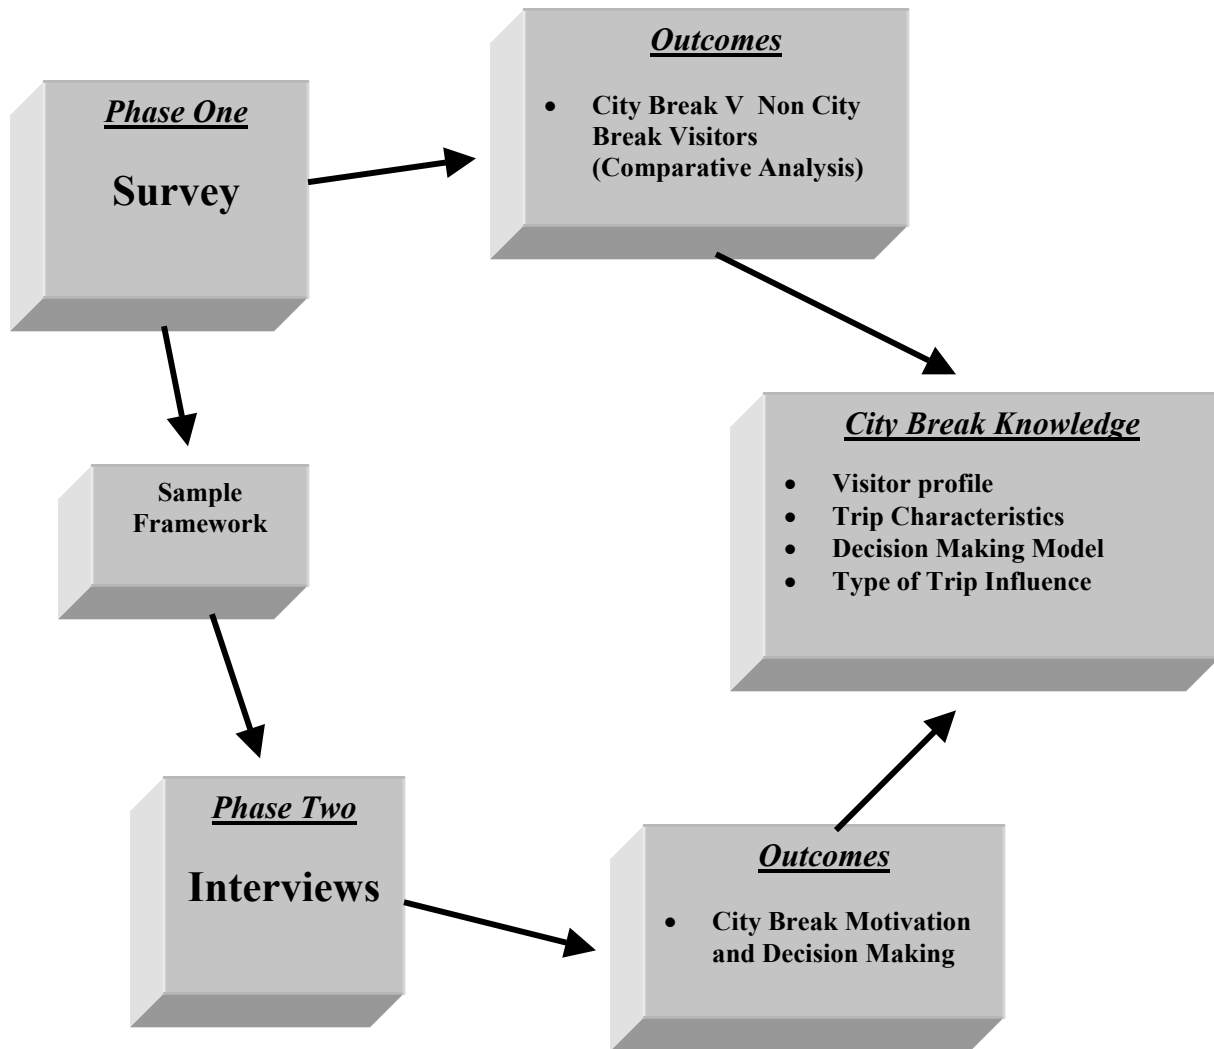 Phase One
Survey
Outcomes
• City Break V Non City
Break Visitors
(Comparative Analysis)
Sample
Framework
City Break Knowledge
• Visitor profile
• Trip Characteristics
• Decision Making Model
• Type of Trip Influence
Phase Two
Interviews
Outcomes
• City Break Motivation
and Decision Making